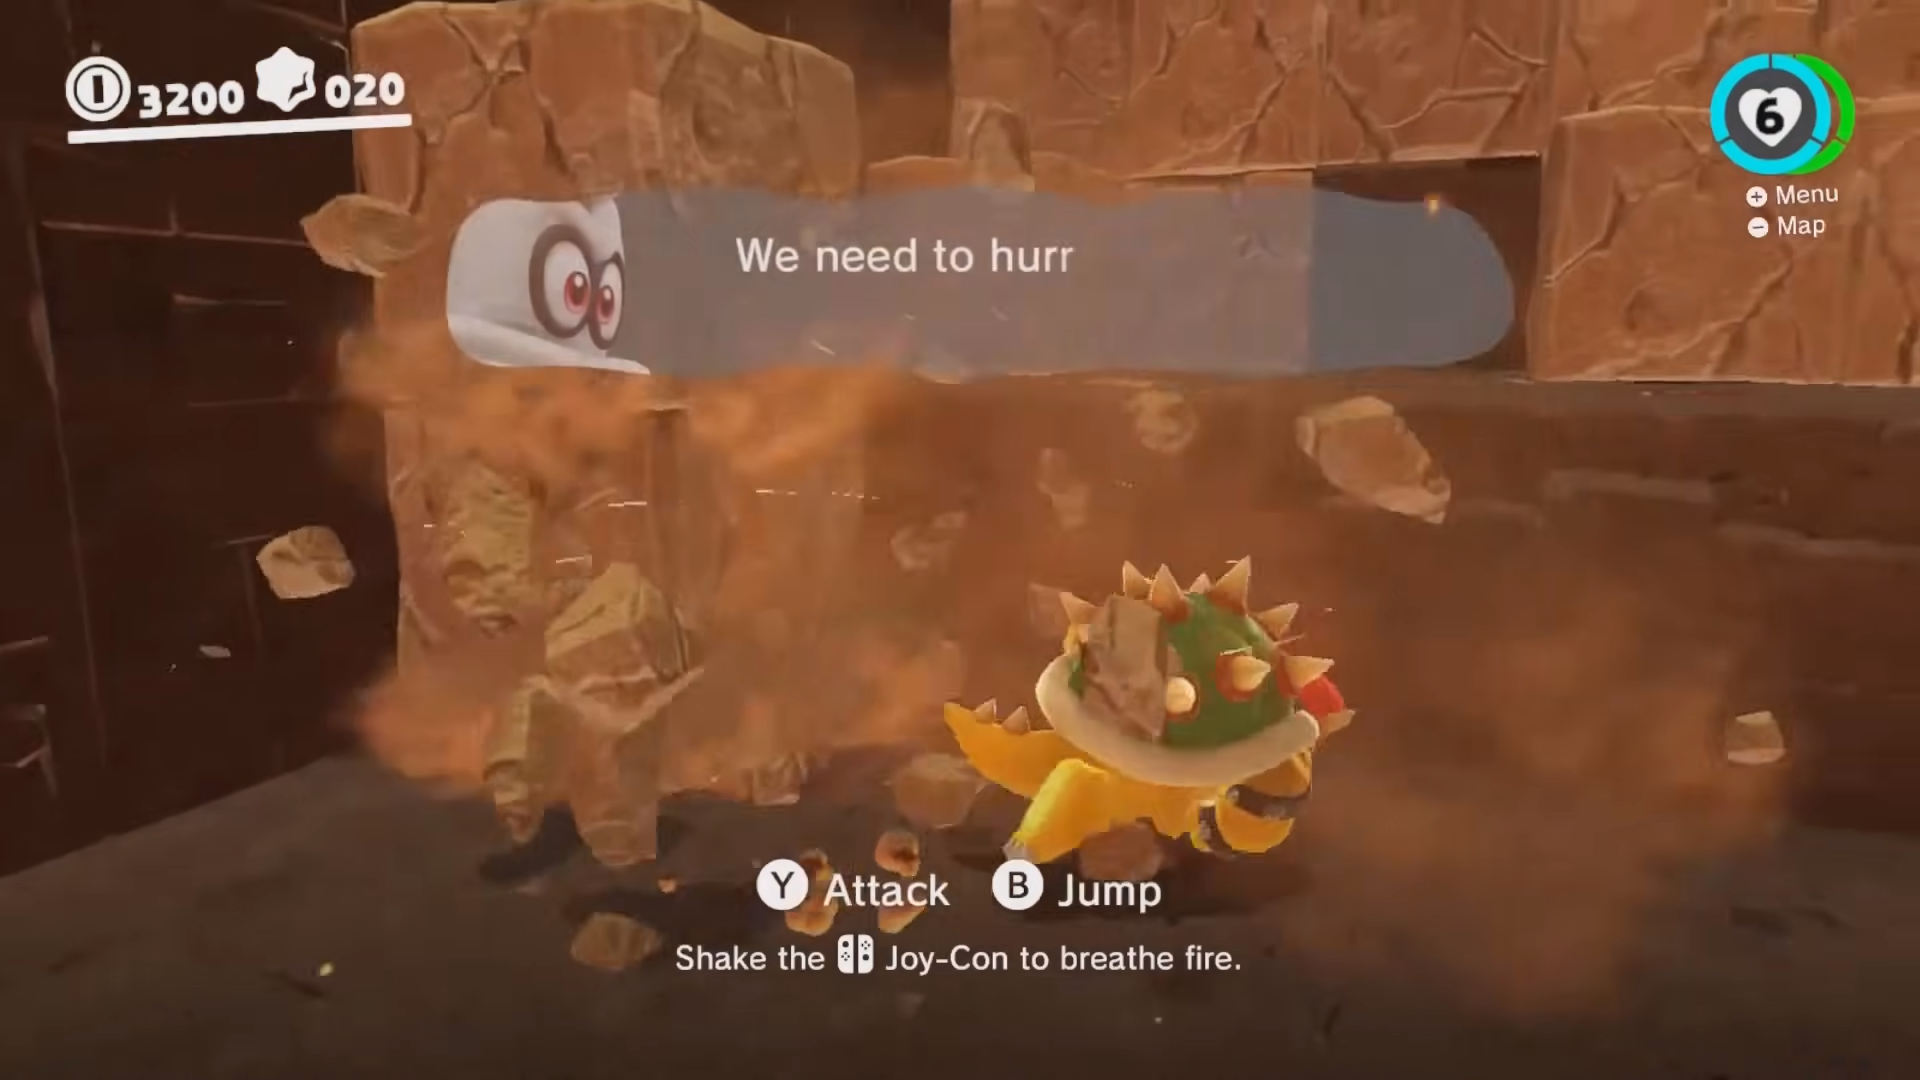 3200 020
6
+ Menu
- Map
We need to hurr
Y Attack B Jump
Shake the Joy-Con to breathe fire.